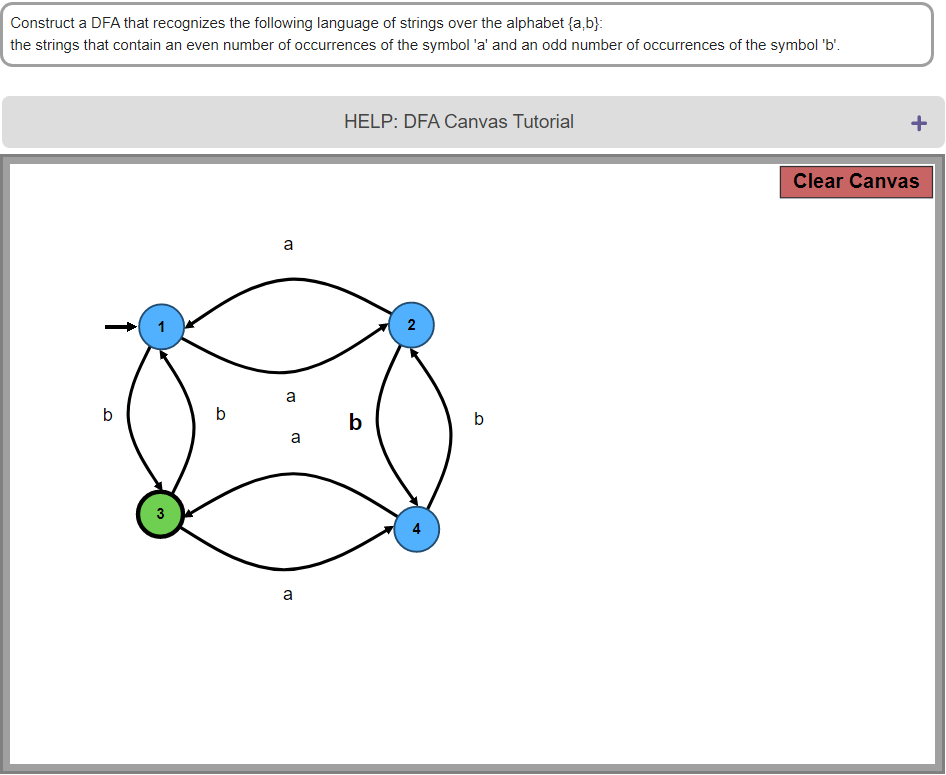 Construct a DFA that recognizes the following language of strings over the alphabet {a,b}:
the strings that contain an even number of occurrences of the symbol 'a' and an odd number of occurrences of the symbol 'b'.
HELP: DFA Canvas Tutorial +
Clear Canvas
a
1
2
a
b
b
b
b
a
3
4
a